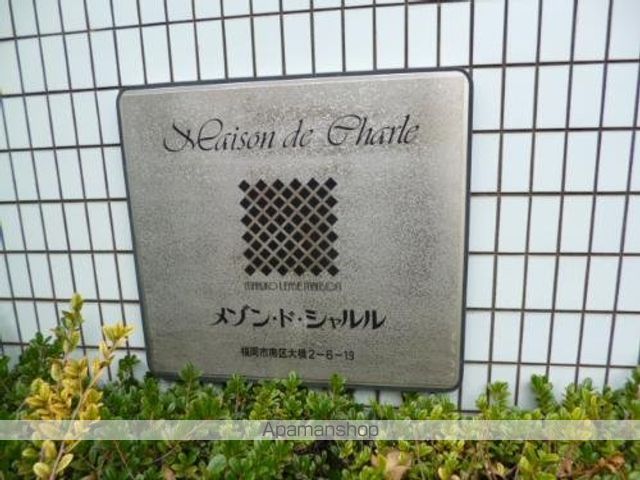 Maison de Charle
メゾン・ド・シャルル
福岡市南区大橋2-6-19
Apamanshop